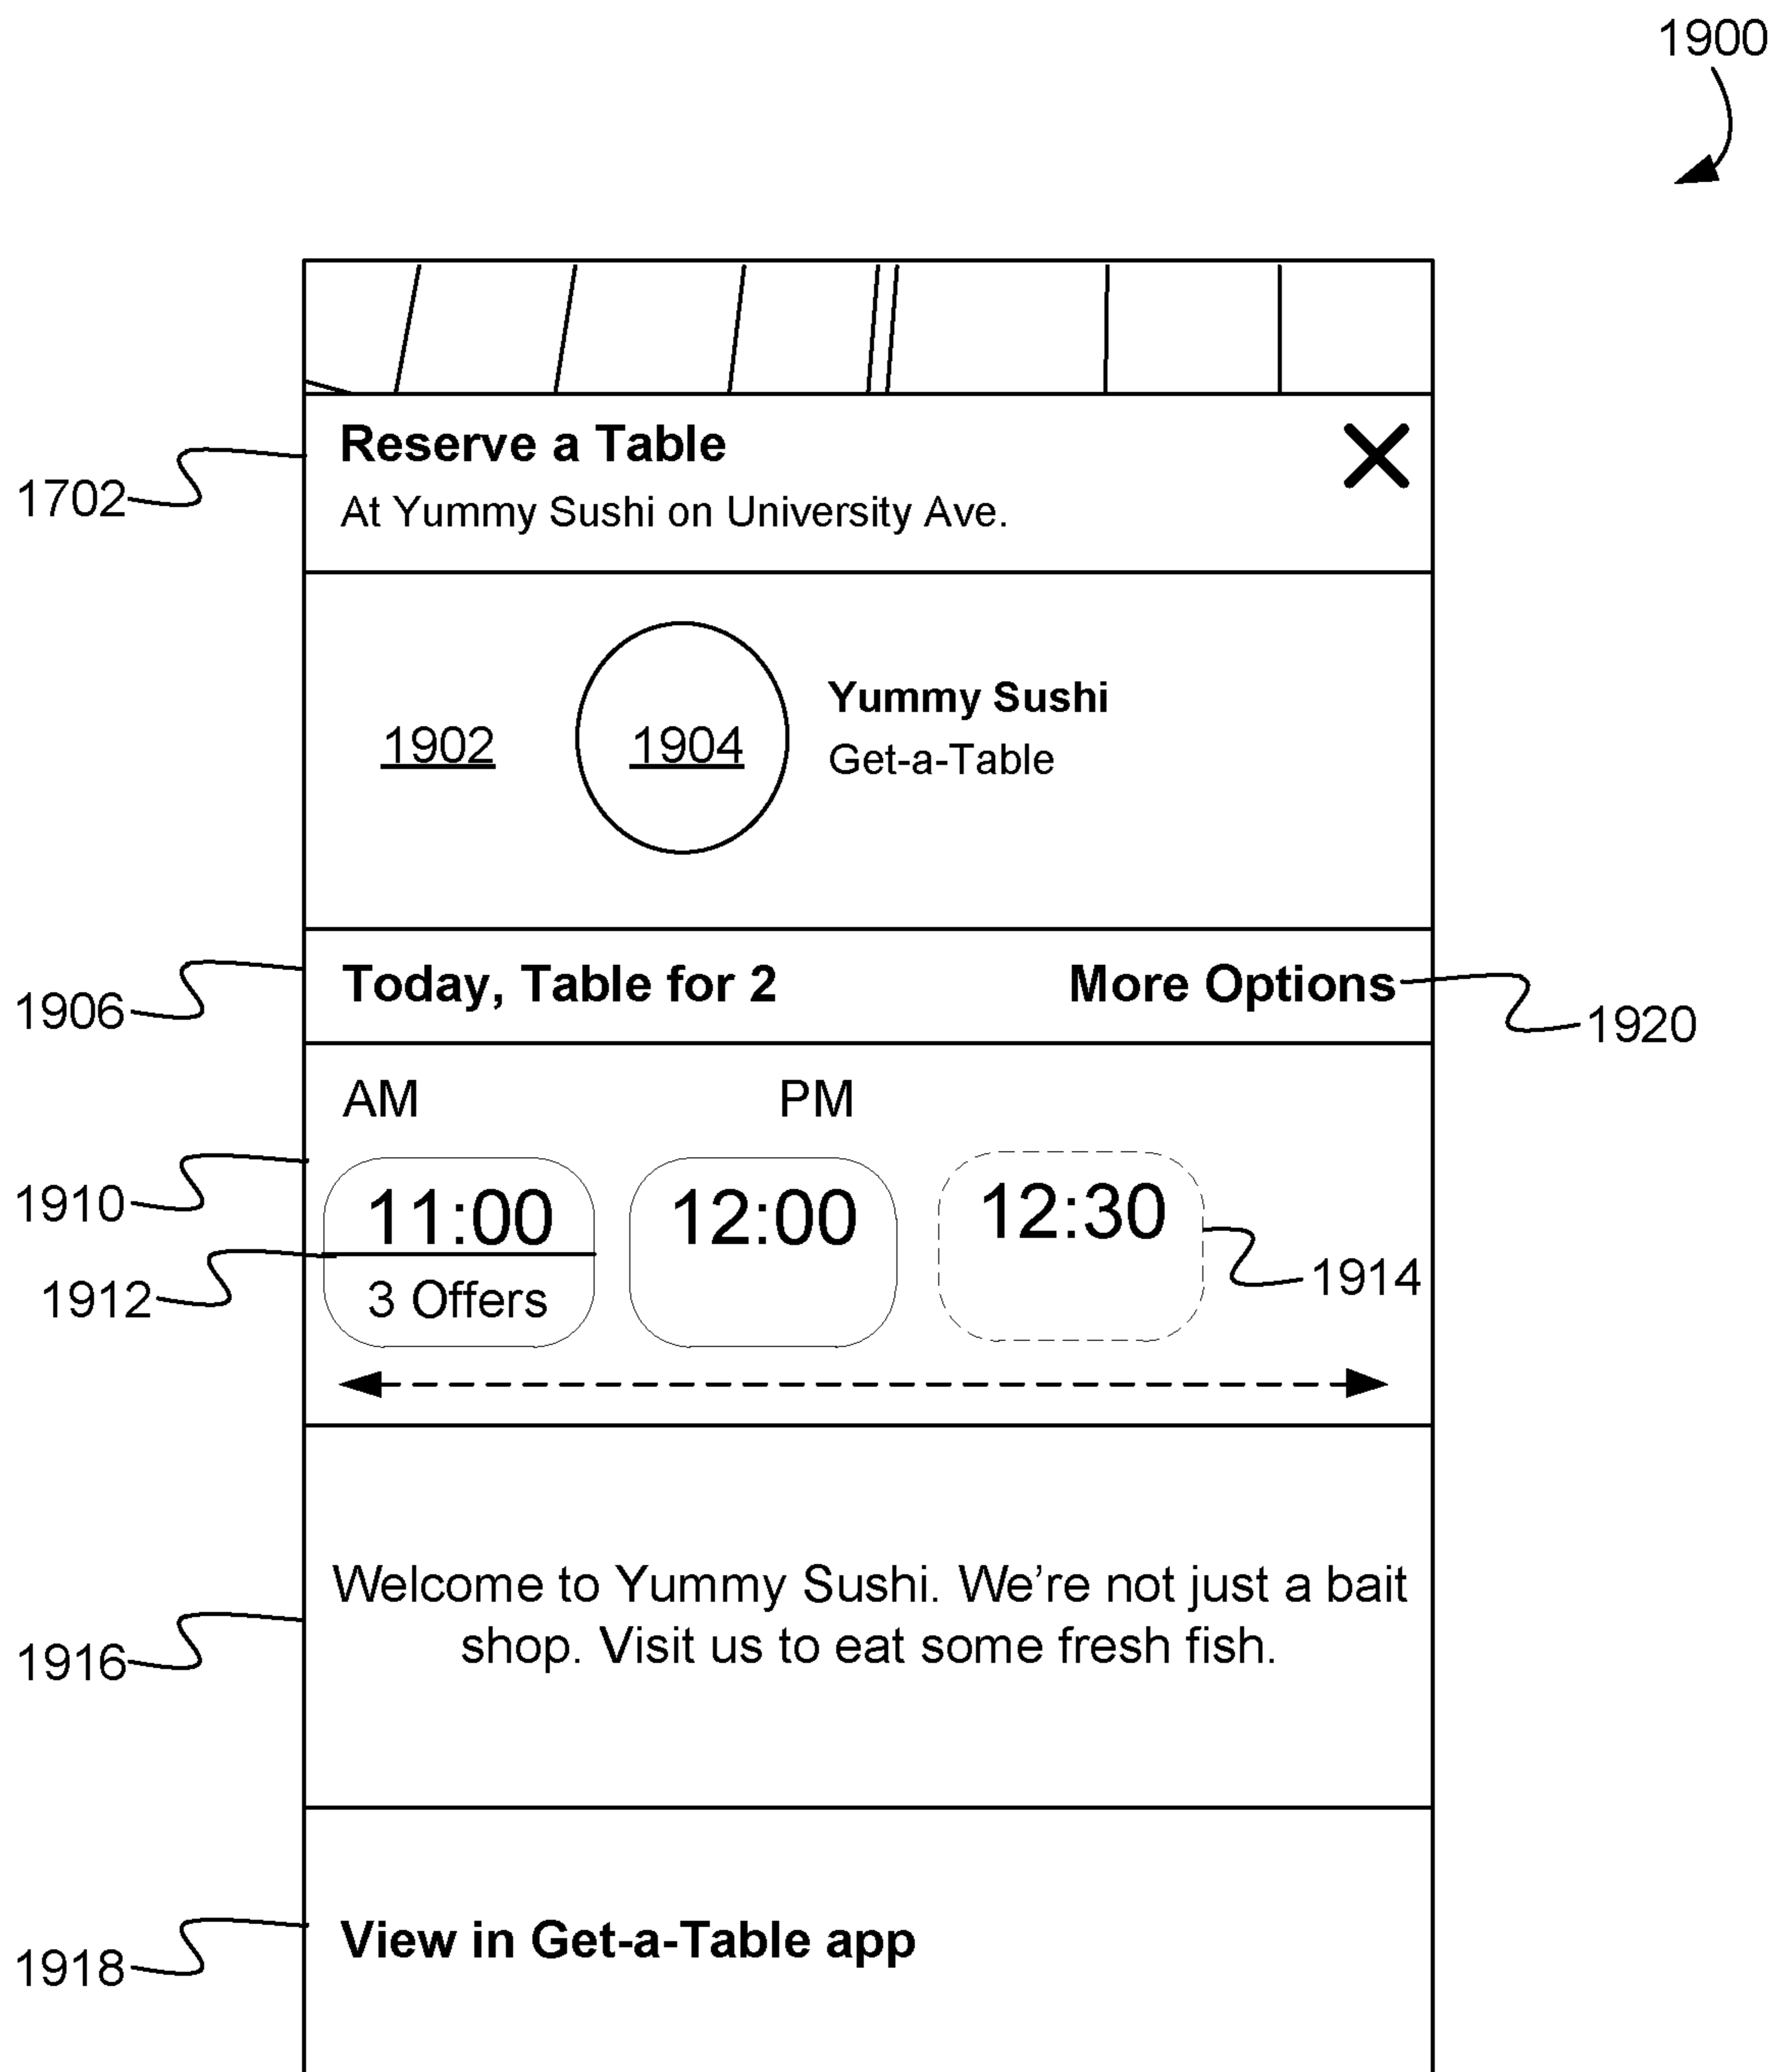 1900
1702
Reserve a Table
At Yummy Sushi on University Ave.
1902
1904
Yummy Sushi
Get-a-Table
1906
Today, Table for 2
More Options
1920
AM
PM
1910
11:00
12:00
12:30
1912
3 Offers
1914
Welcome to Yummy Sushi. We're not just a bait
shop. Visit us to eat some fresh fish.
1916
View in Get-a-Table app
1918